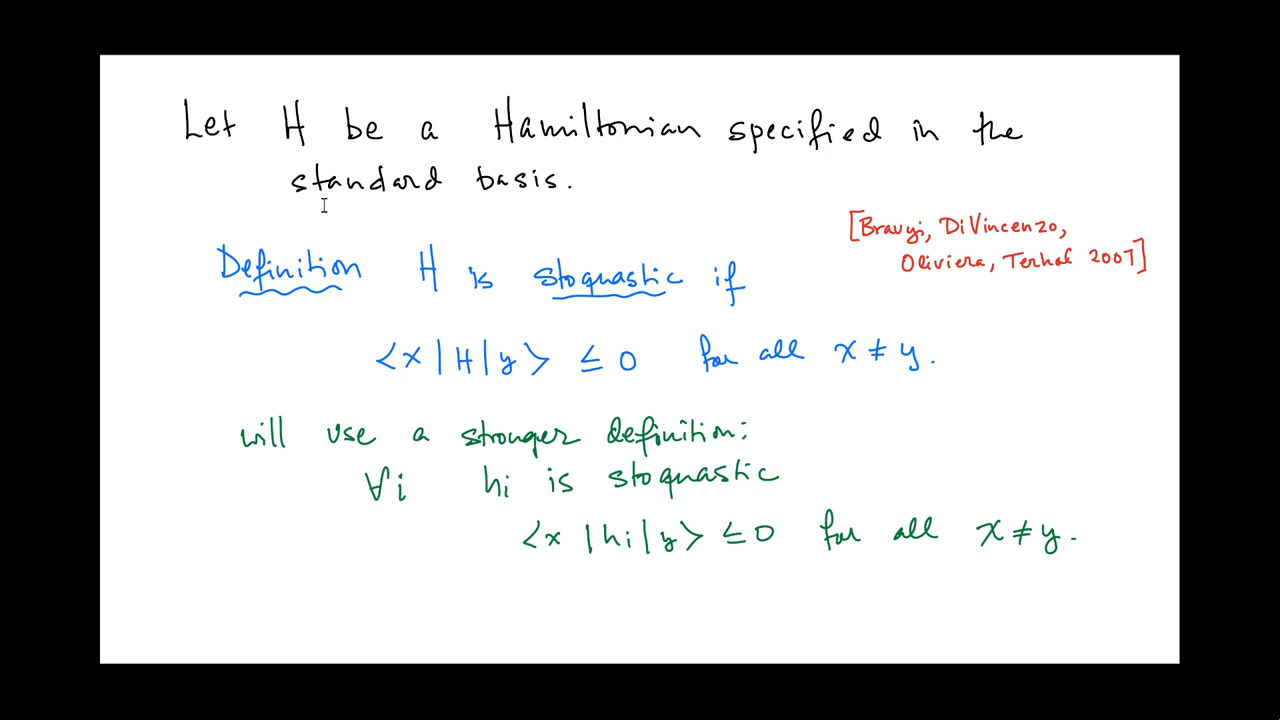 Let H be a Hamiltonian specified in the
standard basis.
[Bravyi, DiVincenzo,
Oliviera, Terhal 2007]
Definition H is stoquastic if
<x|H|y> ≤ 0 for all x ≠ y.
will use a stronger definition:
∀i hi is stoquastic
<x|hi|y> ≤ 0 for all x ≠ y.